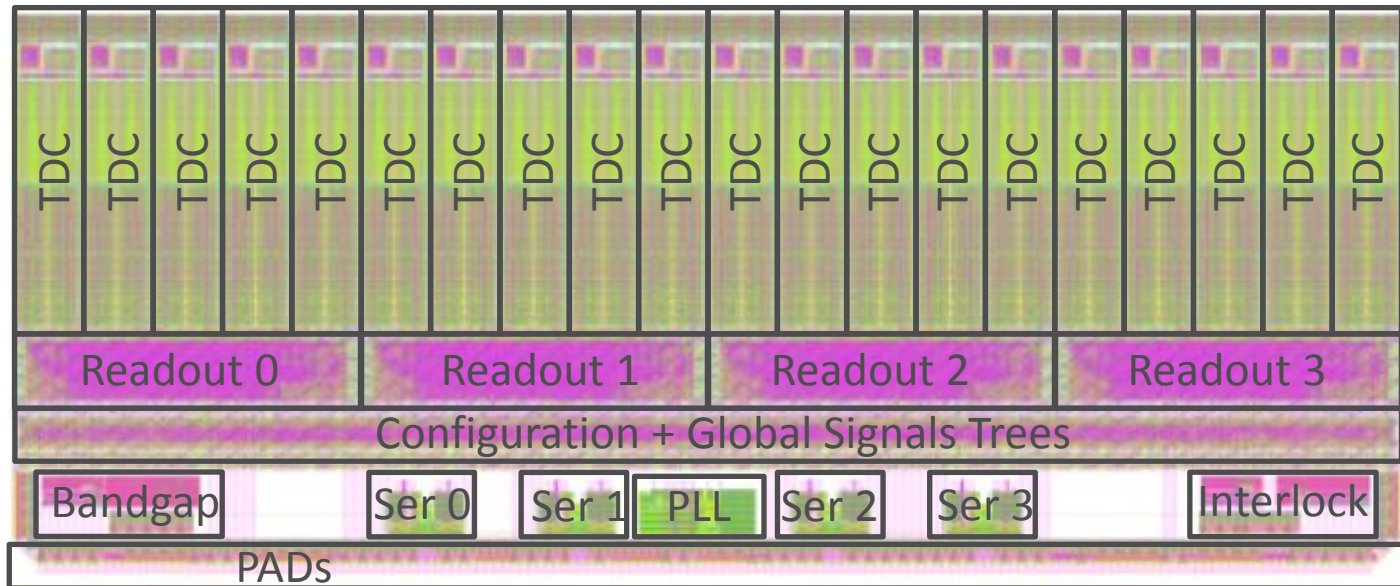 TDC TDC TDC TDC TDC TDC TDC TDC TDC TDC TDC TDC TDC TDC TDC TDC TDC TDC TDC TDC
Readout 0 Readout 1 Readout 2 Readout 3
Configuration + Global Signals Trees
Bandgap Ser 0 Ser 1 PLL Ser 2 Ser 3 Interlock
PADs